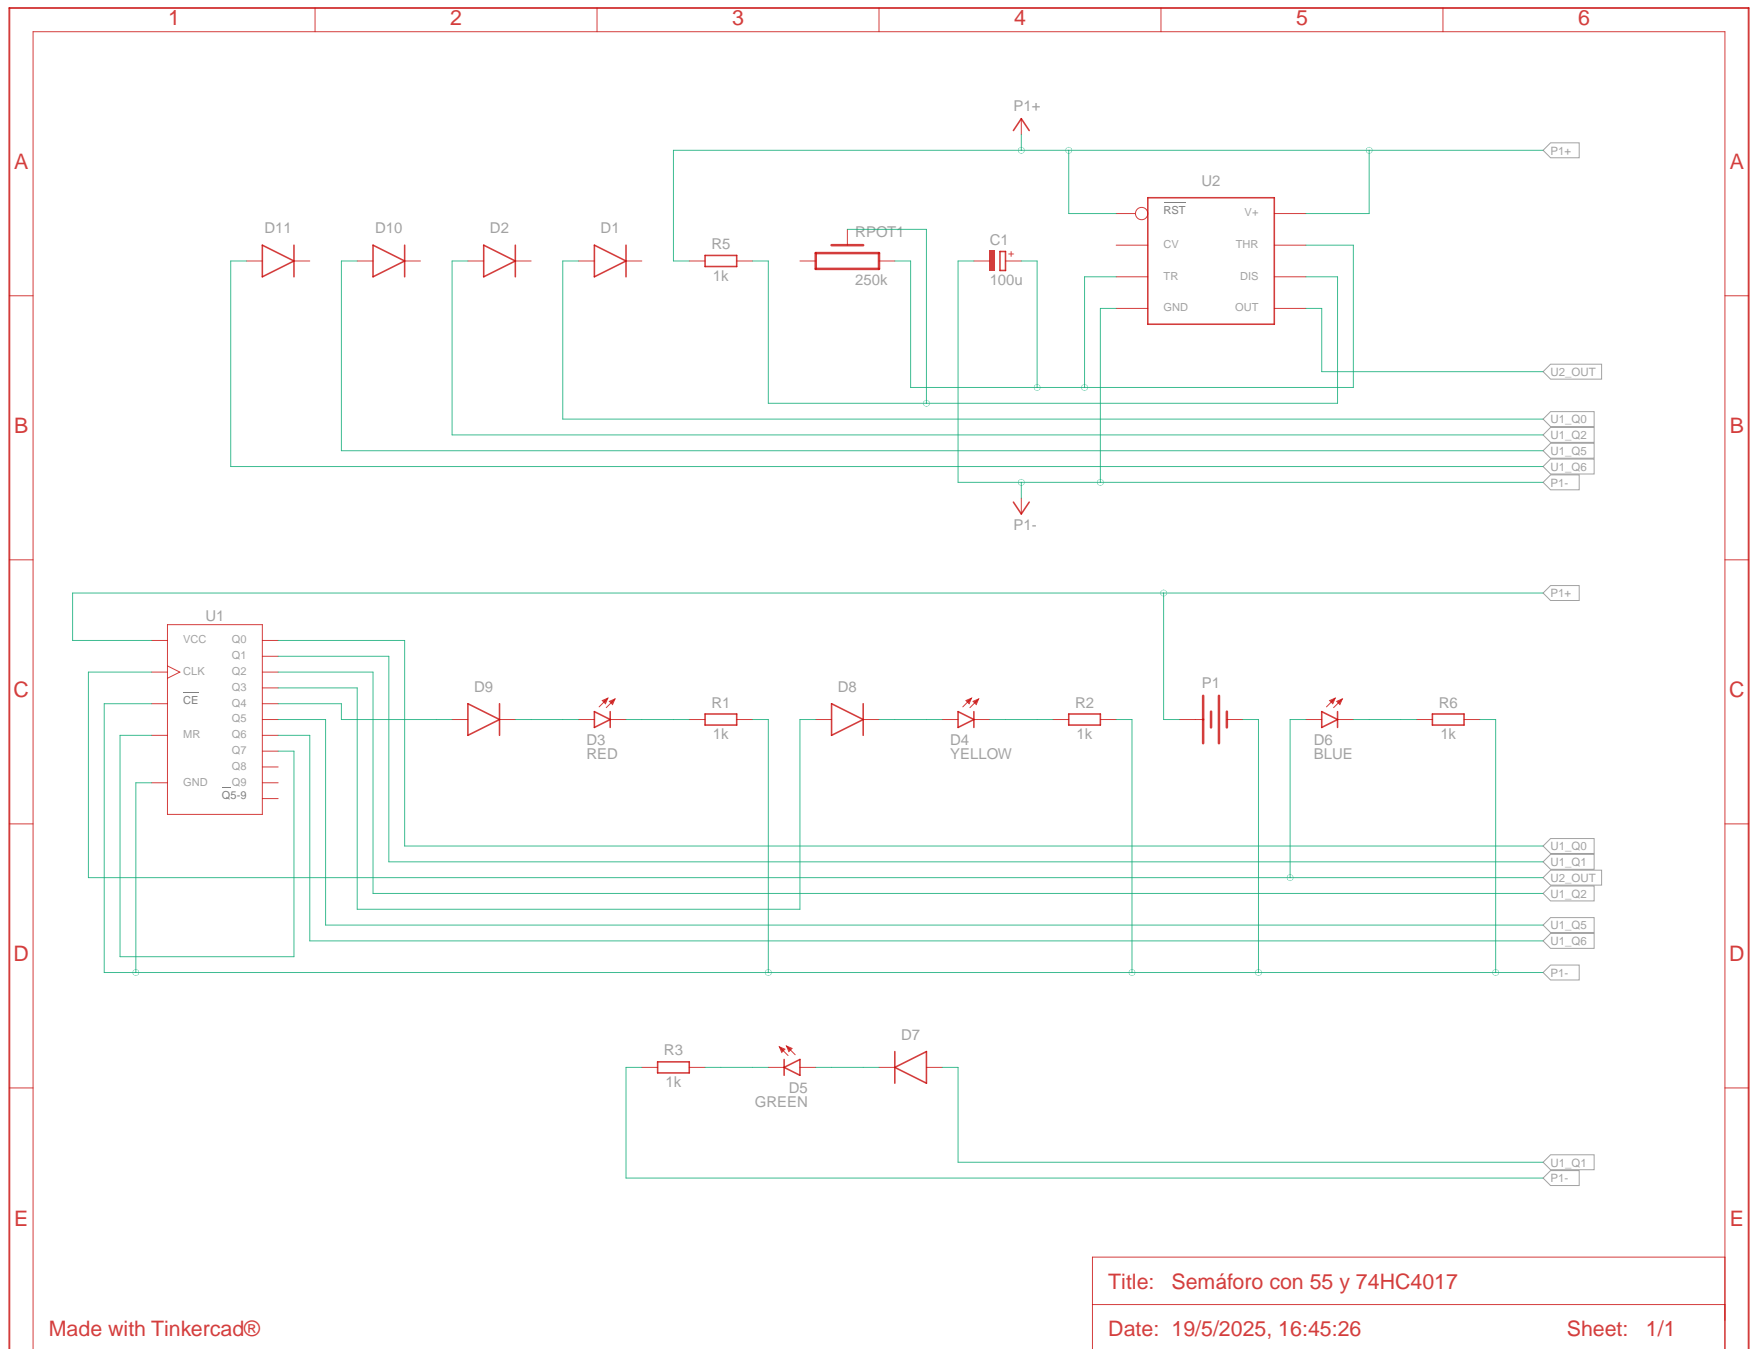 1 2 3 4 5 6
P1+
A P1+ A
U2
D11 D10 D2 D1 RPOT1 RST V+
R5 C1 + CV THR
1k 250k 100u TR DIS
GND OUT
U2_OUT
B U1_Q0 B
U1_Q2
U1_Q5
U1_Q6
P1-
P1-
P1+
U1
VCC Q0
Q1
CLK Q2
Q3
C CE Q4 D9 R1 D8 R2 P1 R6 C
Q5
MR Q6 D3 1k D4 1k D6 1k
Q7 RED YELLOW BLUE
Q8
GND Q9
Q5-9
U1_Q0
U1_Q1
U2_OUT
U1_Q2
U1_Q5
U1_Q6
D D
P1-
D7
R3
1k D5
GREEN
U1_Q1
P1-
E E
Title: Semáforo con 55 y 74HC4017
Made with Tinkercad® Date: 19/5/2025, 16:45:26 Sheet: 1/1